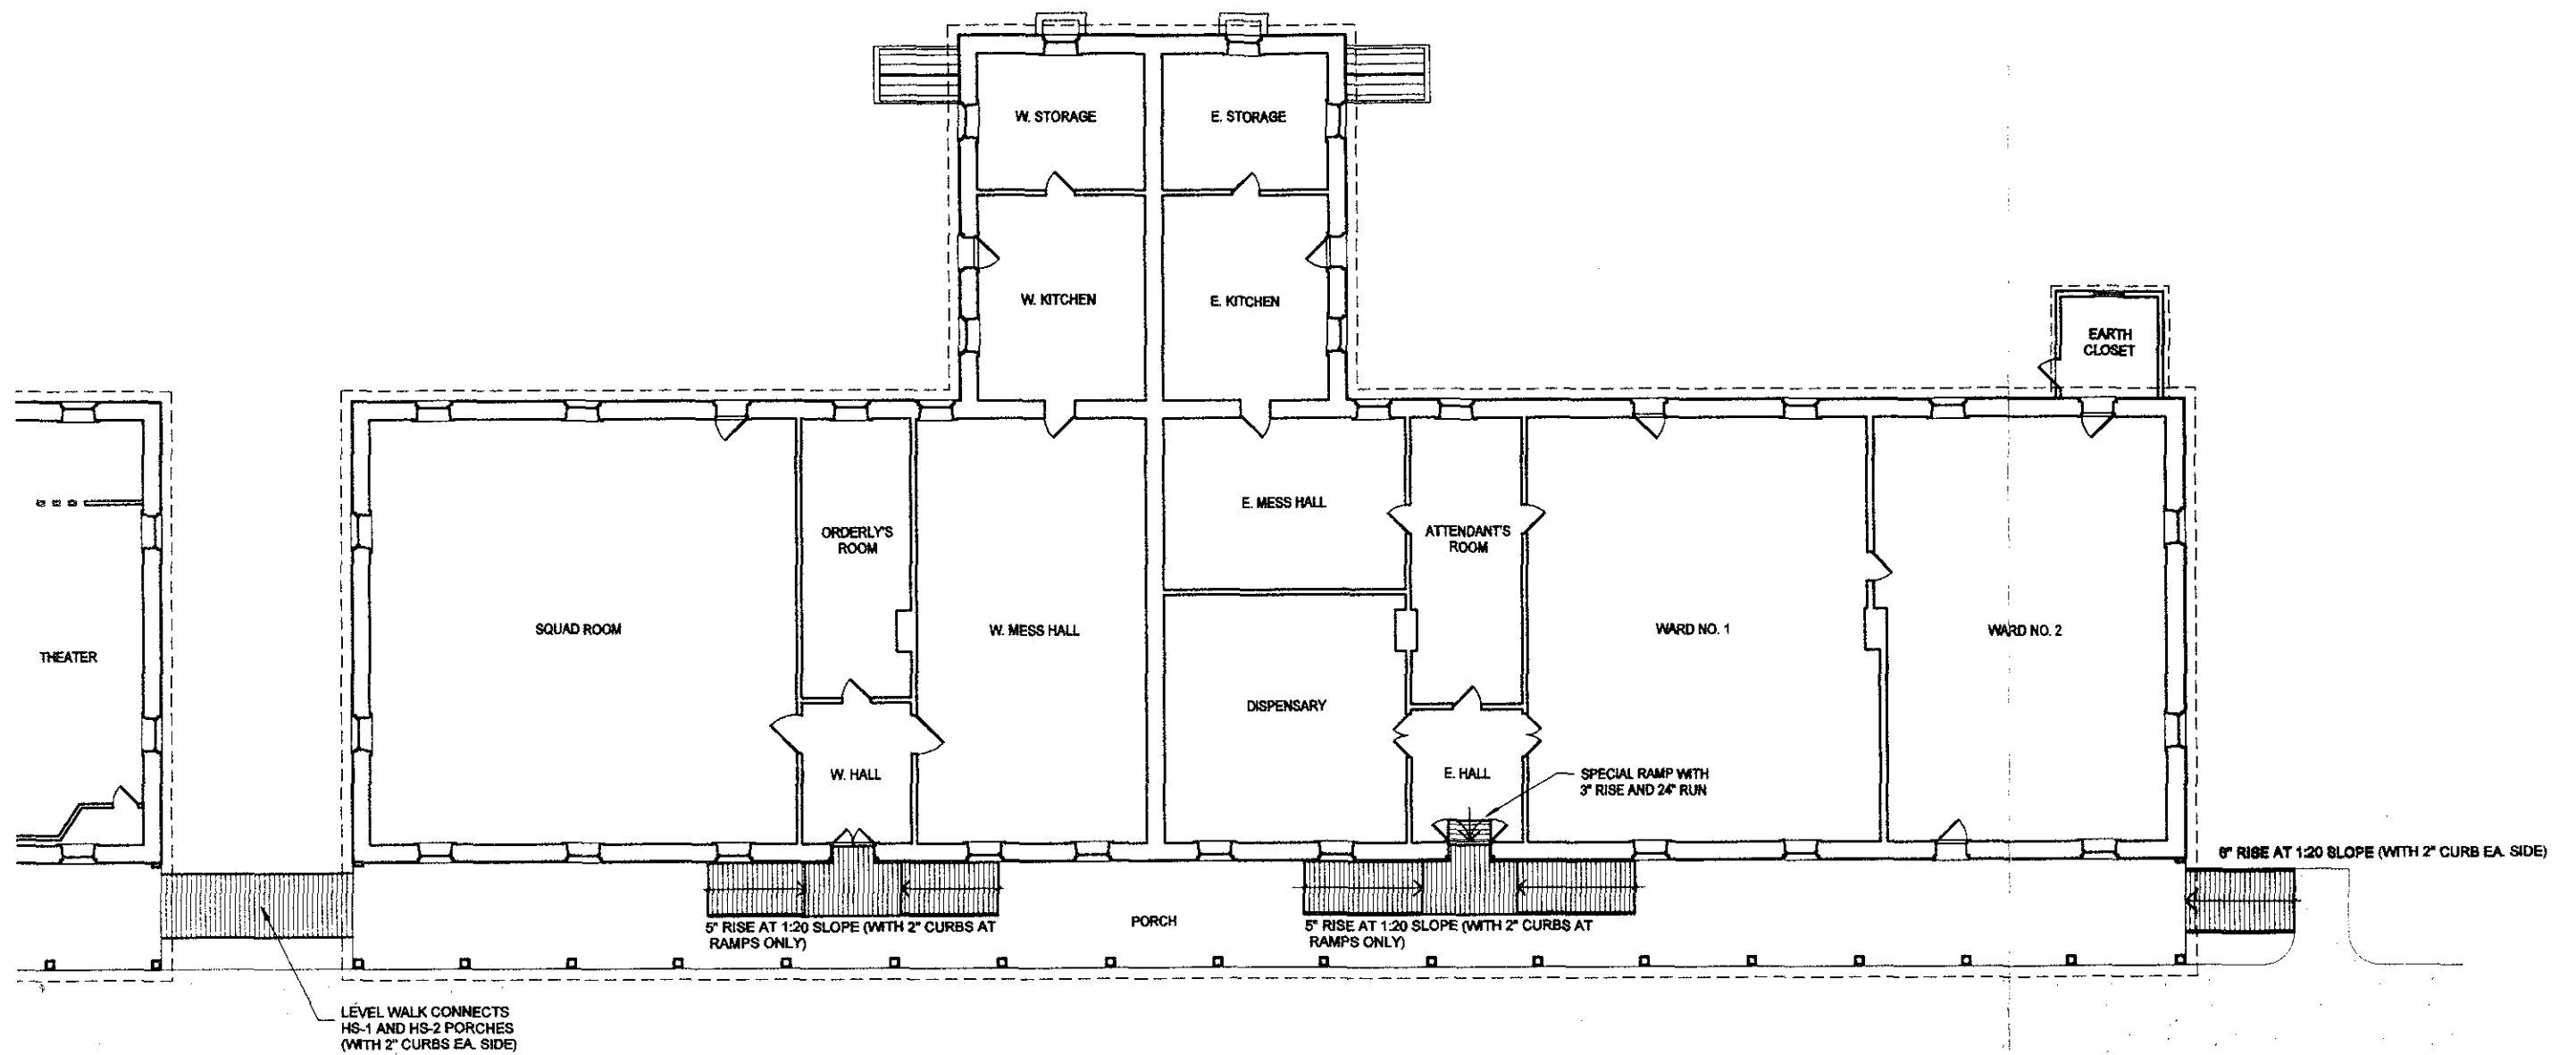 W. STORAGE
E. STORAGE
W. KITCHEN
E. KITCHEN
EARTH
CLOSET
E. MESS HALL
ORDERLY'S
ROOM
ATTENDANT'S
ROOM
SQUAD ROOM
W. MESS HALL
WARD NO. 1
WARD NO. 2
THEATER
DISPENSARY
W. HALL
E. HALL
SPECIAL RAMP WITH
3" RISE AND 24" RUN
6" RISE AT 1:20 SLOPE (WITH 2" CURB EA. SIDE)
5" RISE AT 1:20 SLOPE (WITH 2" CURBS AT
RAMPS ONLY)
PORCH
5" RISE AT 1:20 SLOPE (WITH 2" CURBS AT
RAMPS ONLY)
LEVEL WALK CONNECTS
HS-1 AND HS-2 PORCHES
(WITH 2" CURBS EA. SIDE)